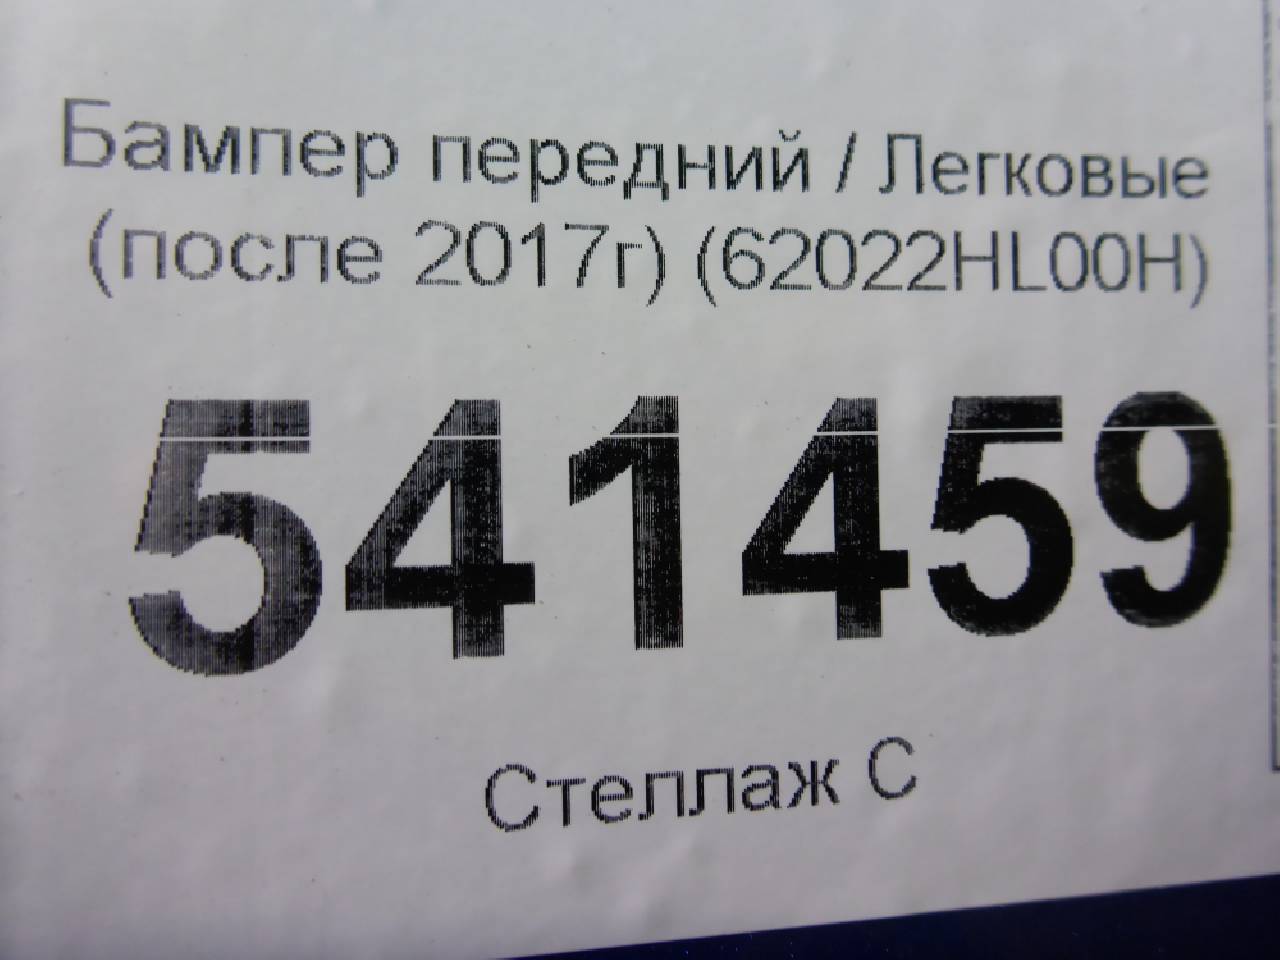 Бампер передний / Легковые
(после 2017г) (62022HL00H)
541459
Стеллаж С